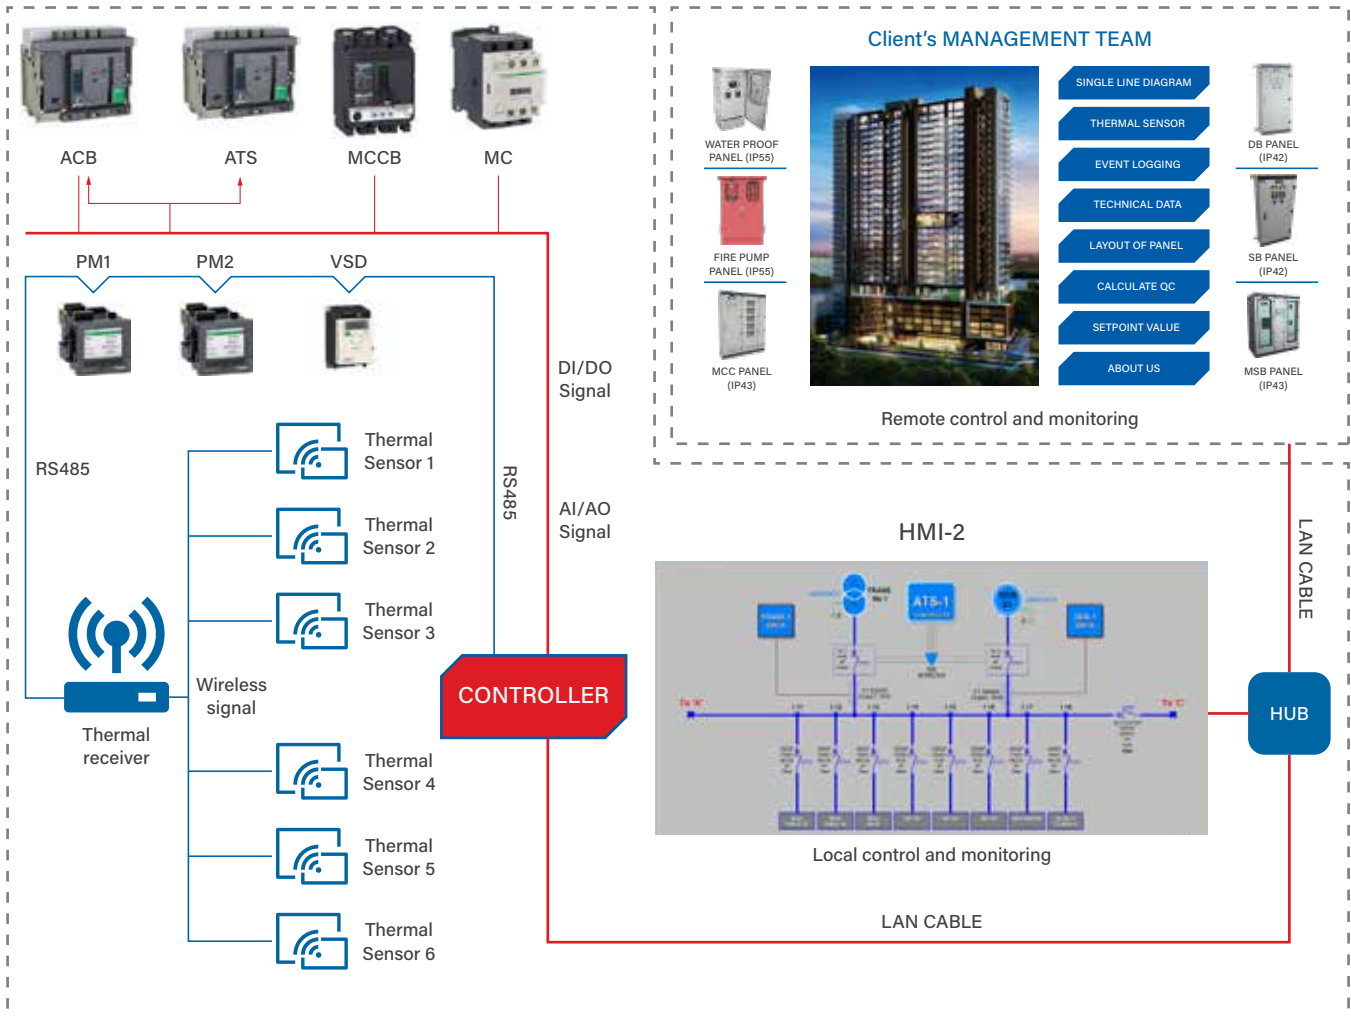 ACB
ATS
MCCB
MC
PM1
PM2
VSD
DI/DO
Signal
RS485
RS485
AI/AO
Signal
Thermal
Sensor 1
Thermal
Sensor 2
Thermal
Sensor 3
Wireless
signal
Thermal
receiver
CONTROLLER
Thermal
Sensor 4
Thermal
Sensor 5
Thermal
Sensor 6
Client's MANAGEMENT TEAM
WATER PROOF
PANEL (IP55)
FIRE PUMP
PANEL (IP55)
MCC PANEL
(IP43)
SINGLE LINE DIAGRAM
THERMAL SENSOR
EVENT LOGGING
TECHNICAL DATA
LAYOUT OF PANEL
CALCULATE QC
SETPOINT VALUE
ABOUT US
DB PANEL
(IP42)
SB PANEL
(IP42)
MSB PANEL
(IP43)
Remote control and monitoring
LAN CABLE
HMI-2
ATS-1
HUB
Local control and monitoring
LAN CABLE